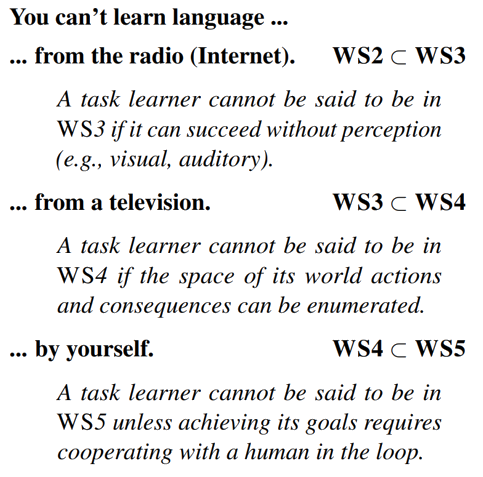 You can't learn language ...
... from the radio (Internet). WS2 ⊂ WS3
A task learner cannot be said to be in
WS3 if it can succeed without perception
(e.g., visual, auditory).
... from a television. WS3 ⊂ WS4
A task learner cannot be said to be in
WS4 if the space of its world actions
and consequences can be enumerated.
... by yourself. WS4 ⊂ WS5
A task learner cannot be said to be in
WS5 unless achieving its goals requires
cooperating with a human in the loop.